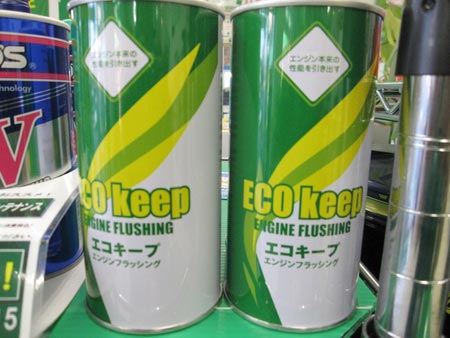 OS
echnology
V
!
15
エンジン本来の
性能を引き出す
ECO keep
ENGINE FLUSHING
エコキープ
エンジンフラッシング
エンジン本来の
性能を引き出す
ECO keep
ENGINE FLUSHING
エコキープ
エンジンフラッシング